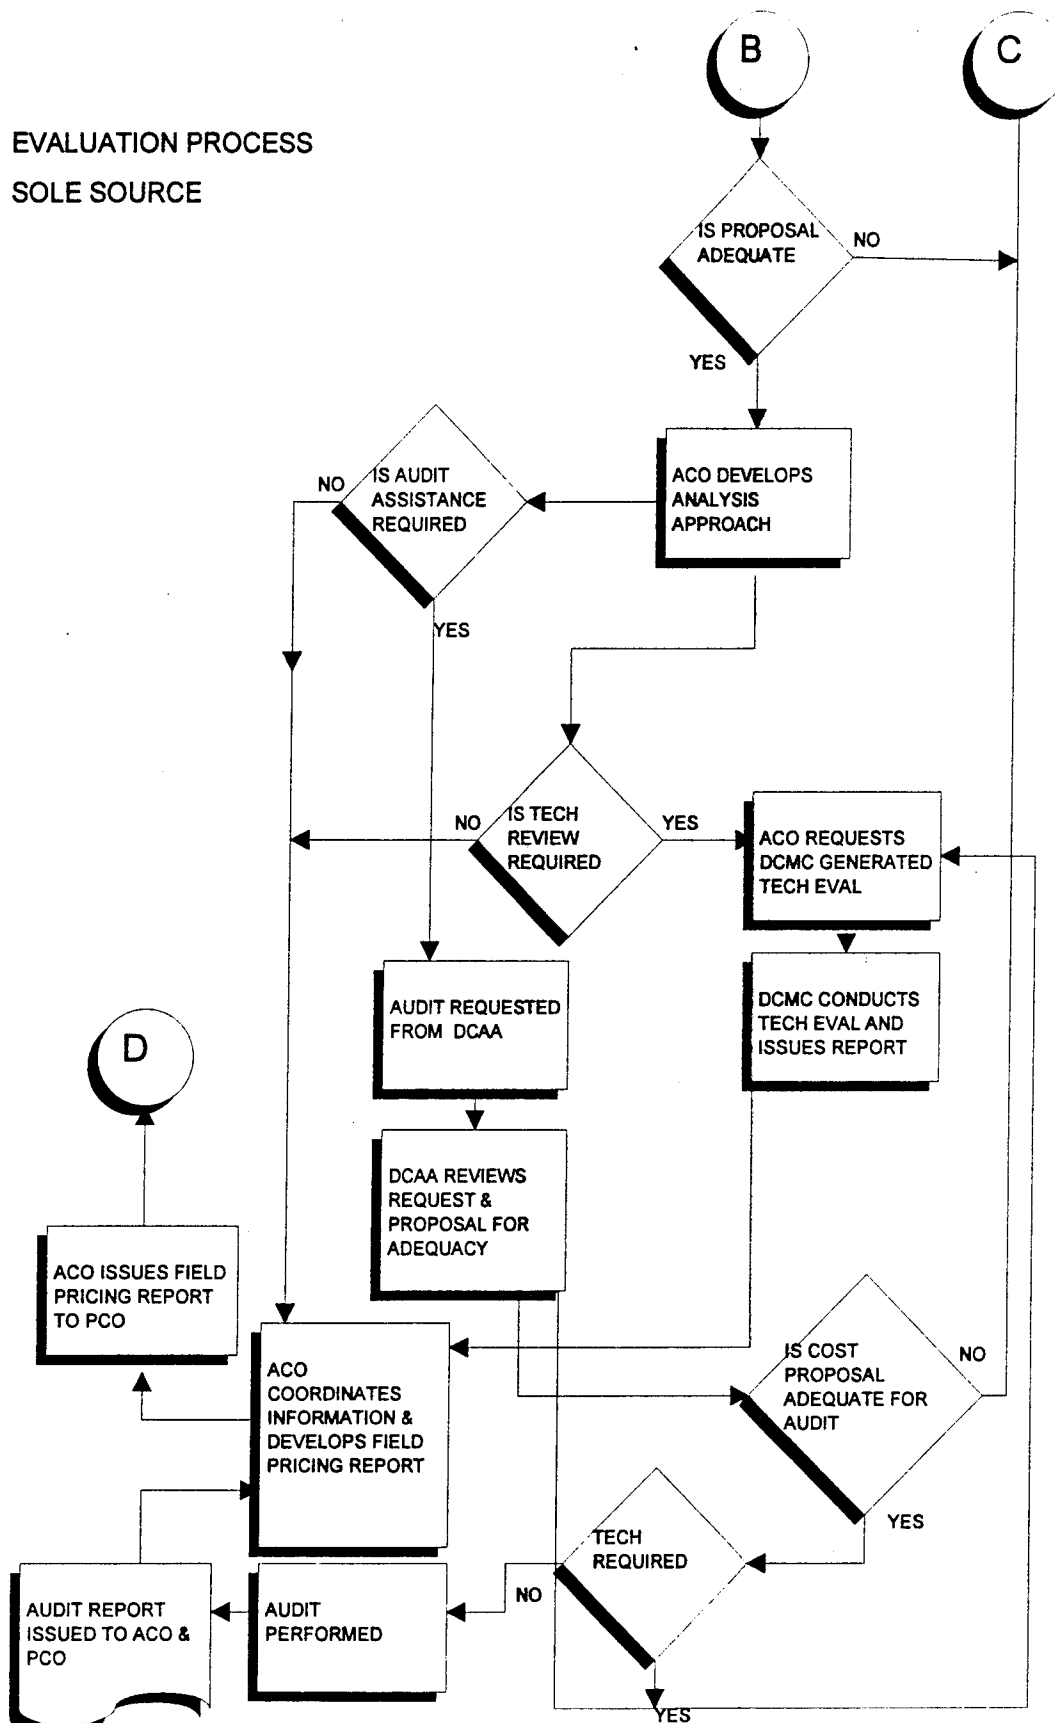 B
C
EVALUATION PROCESS
SOLE SOURCE
IS PROPOSAL
ADEQUATE
NO
YES
IS AUDIT
ASSISTANCE
REQUIRED
NO
YES
ACO DEVELOPS
ANALYSIS
APPROACH
IS TECH
REVIEW
REQUIRED
NO
YES
ACO REQUESTS
DCMC GENERATED
TECH EVAL
AUDIT REQUESTED
FROM DCAA
DCMC CONDUCTS
TECH EVAL AND
ISSUES REPORT
D
DCAA REVIEWS
REQUEST &
PROPOSAL FOR
ADEQUACY
ACO ISSUES FIELD
PRICING REPORT
TO PCO
ACO
COORDINATES
INFORMATION &
DEVELOPS FIELD
PRICING REPORT
IS COST
PROPOSAL
ADEQUATE FOR
AUDIT
NO
YES
TECH
REQUIRED
NO
YES
AUDIT
PERFORMED
AUDIT REPORT
ISSUED TO ACO &
PCO